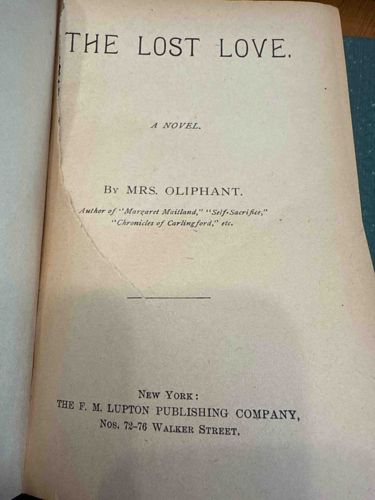 THE LOST LOVE.
A NOVEL.
BY MRS. OLIPHANT.
Author of "Margaret Maitland," "Self-Sacrifice,"
"Chronicles of Carlingford," etc.
NEW YORK:
THE F. M. LUPTON PUBLISHING COMPANY,
Nos. 72-76 WALKER STREET.